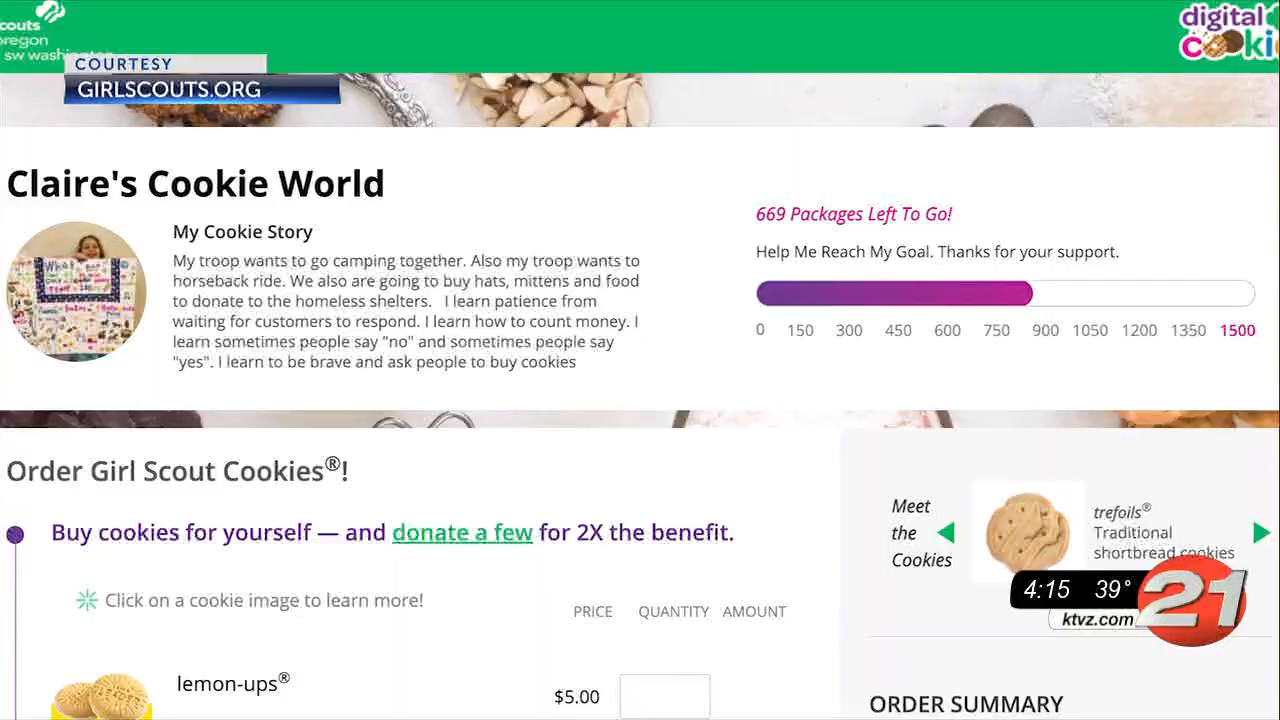 scouts
oregon
sw washington
digital
cooki
COURTESY
GIRLSCOUTS.ORG
Claire's Cookie World
My Cookie Story
My troop wants to go camping together. Also my troop wants to
horseback ride. We also are going to buy hats, mittens and food
to donate to the homeless shelters. I learn patience from
waiting for customers to respond. I learn how to count money. I
learn sometimes people say "no" and sometimes people say
"yes". I learn to be brave and ask people to buy cookies
669 Packages Left To Go!
Help Me Reach My Goal. Thanks for your support.
0 150 300 450 600 750 900 1050 1200 1350 1500
Order Girl Scout Cookies®!
Buy cookies for yourself — and donate a few for 2X the benefit.
Click on a cookie image to learn more!
PRICE QUANTITY AMOUNT
lemon-ups®
$5.00
Meet
the
Cookies
trefoils®
Traditional
shortbread cookies
4:15 39°
21
ktvz.com
ORDER SUMMARY